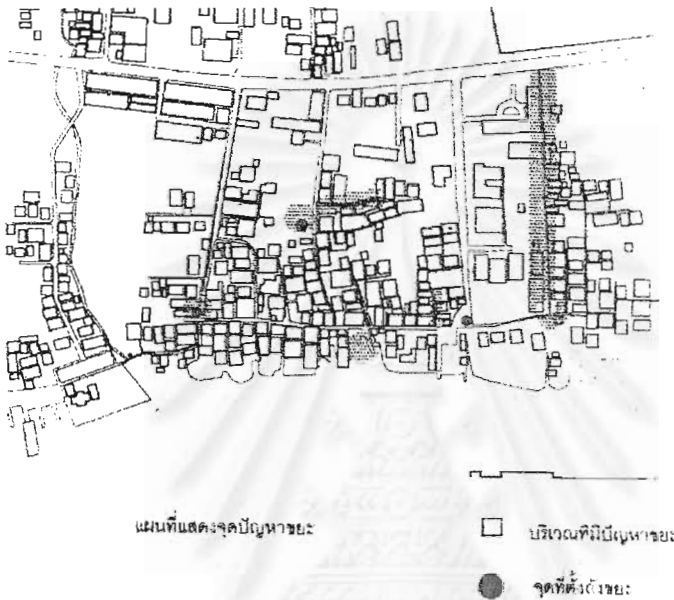 แผนที่แสดงจุดปัญหาขยะ
บริเวณที่มีปัญหาขยะ
จุดที่ตั้งถังขยะ